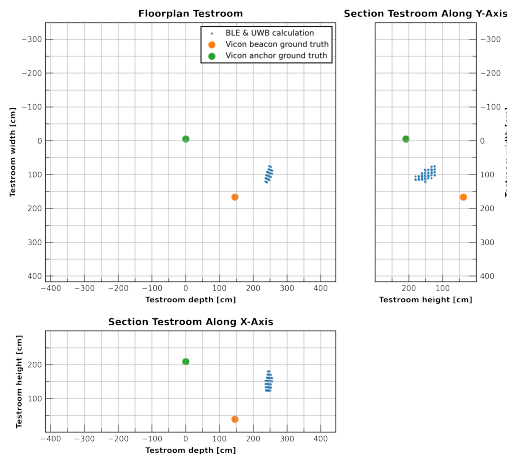 Floorplan Testroom
Section Testroom Along Y-Axis
BLE & UWB calculation
Vicon beacon ground truth
Vicon anchor ground truth
−300
−200
−100
0
100
200
300
400
Testroom width [cm]
−400 −300 −200 −100 0 100 200 300 400
Testroom depth [cm]
−300
−200
−100
0
100
200
300
400
200 100
Testroom height [cm]
Section Testroom Along X-Axis
200
100
Testroom height [cm]
−400 −300 −200 −100 0 100 200 300 400
Testroom depth [cm]